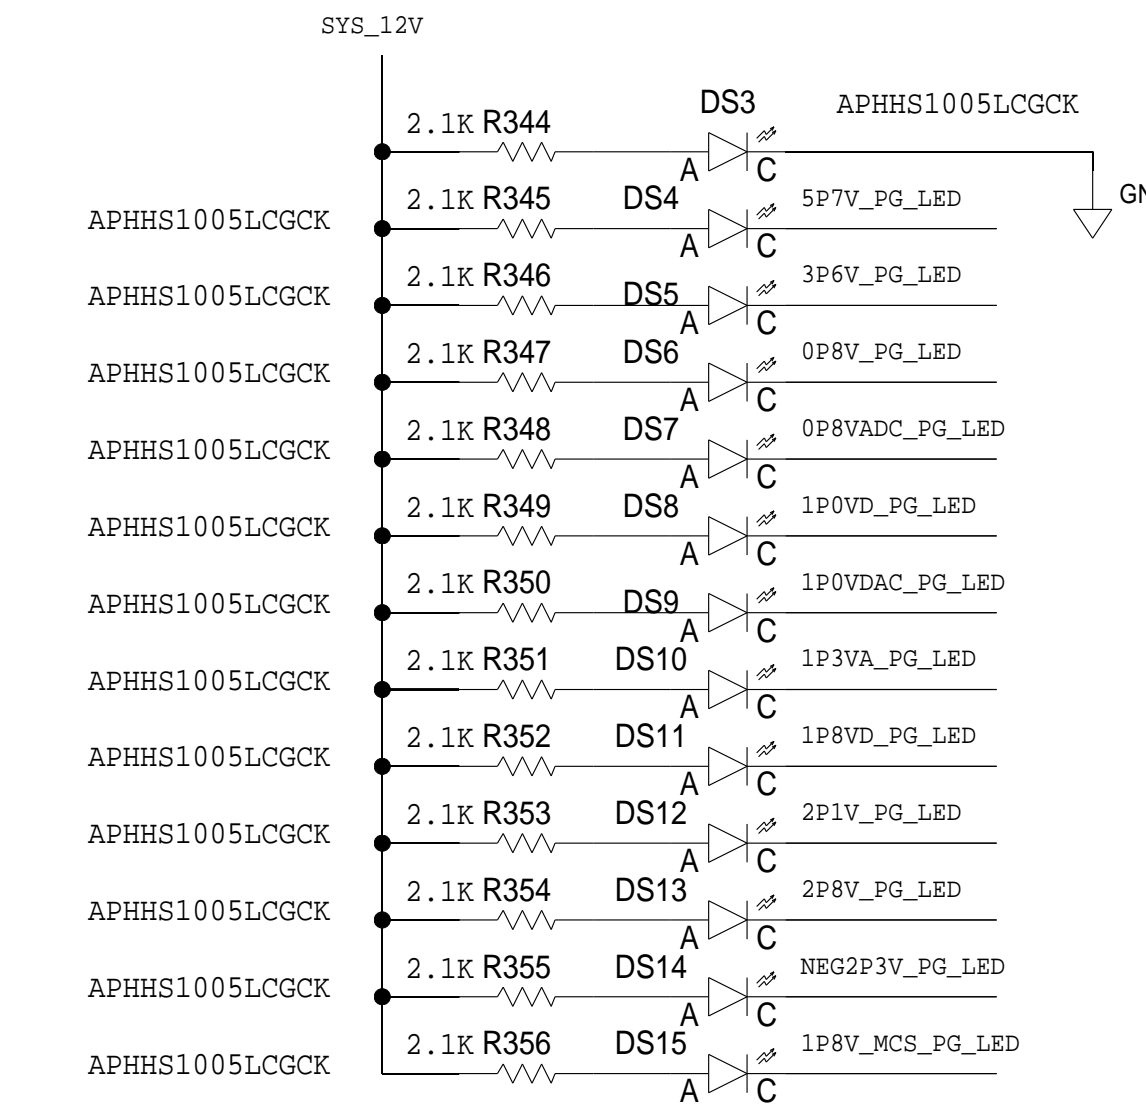 SYS_12V
2.1K R344 DS3 APHHS1005LCGCK
A C
GN
APHHS1005LCGCK 2.1K R345 DS4 5P7V_PG_LED
A C
APHHS1005LCGCK 2.1K R346 DS5 3P6V_PG_LED
A C
APHHS1005LCGCK 2.1K R347 DS6 0P8V_PG_LED
A C
APHHS1005LCGCK 2.1K R348 DS7 0P8VADC_PG_LED
A C
APHHS1005LCGCK 2.1K R349 DS8 1P0VD_PG_LED
A C
APHHS1005LCGCK 2.1K R350 DS9 1P0VDAC_PG_LED
A C
APHHS1005LCGCK 2.1K R351 DS10 1P3VA_PG_LED
A C
APHHS1005LCGCK 2.1K R352 DS11 1P8VD_PG_LED
A C
APHHS1005LCGCK 2.1K R353 DS12 2P1V_PG_LED
A C
APHHS1005LCGCK 2.1K R354 DS13 2P8V_PG_LED
A C
APHHS1005LCGCK 2.1K R355 DS14 NEG2P3V_PG_LED
A C
APHHS1005LCGCK 2.1K R356 DS15 1P8V_MCS_PG_LED
A C